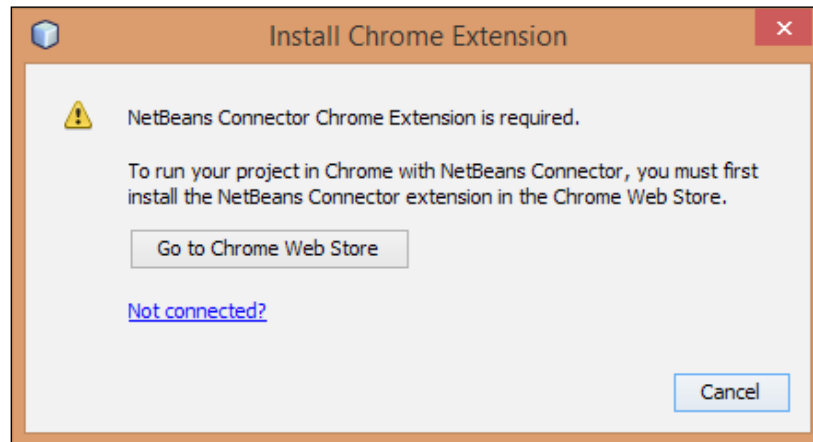 Install Chrome Extension
NetBeans Connector Chrome Extension is required.
To run your project in Chrome with NetBeans Connector, you must first
install the NetBeans Connector extension in the Chrome Web Store.
Go to Chrome Web Store
Not connected?
Cancel